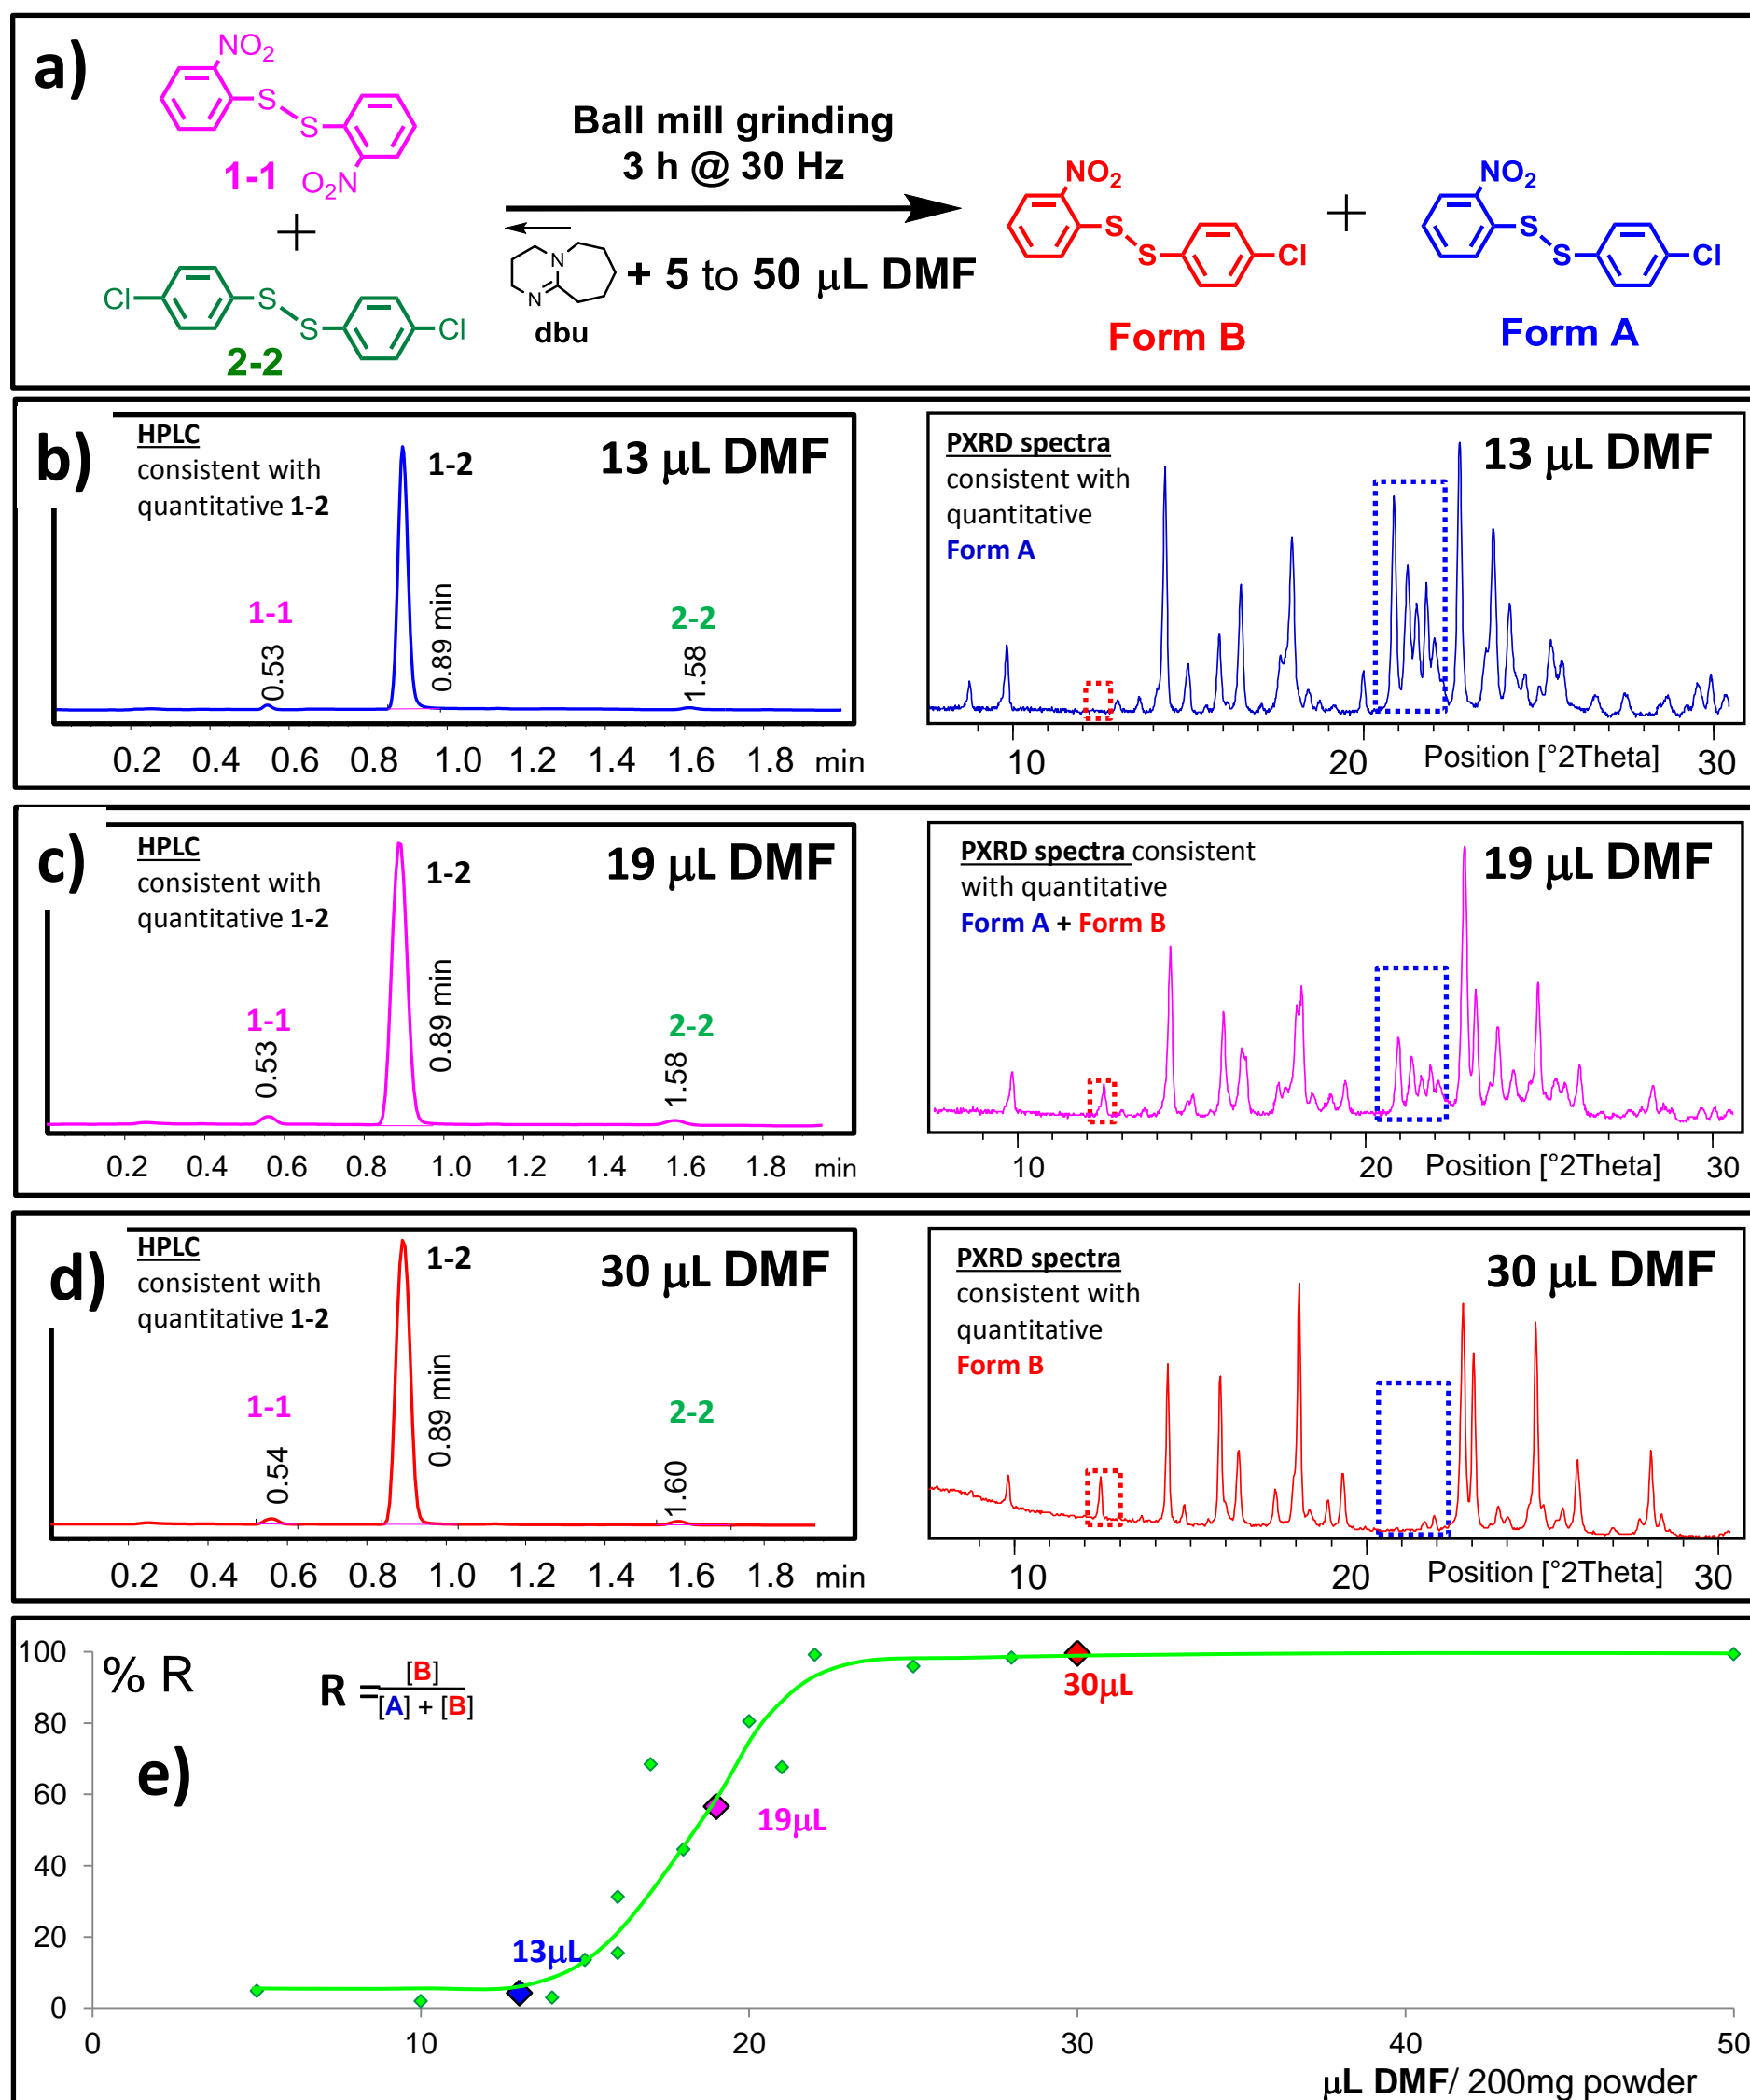 a)
NO2
S
S
1-1
O2N
+
Cl
S
S
Cl
2-2
Ball mill grinding
3 h @ 30 Hz
N
N
dbu
+ 5 to 50 μL DMF
NO2
S
S
Cl
Form B
+
NO2
S
S
Cl
Form A
b)
HPLC
consistent with
quantitative 1-2
1-2
13 μL DMF
1-1
0.53
0.89 min
2-2
1.58
0.2 0.4 0.6 0.8 1.0 1.2 1.4 1.6 1.8 min
PXRD spectra
consistent with
quantitative
Form A
13 μL DMF
10 20 Position [°2Theta] 30
c)
HPLC
consistent with
quantitative 1-2
1-2
19 μL DMF
1-1
0.53
0.89 min
2-2
1.58
0.2 0.4 0.6 0.8 1.0 1.2 1.4 1.6 1.8 min
PXRD spectra consistent
with quantitative
Form A + Form B
19 μL DMF
10 20 Position [°2Theta] 30
d)
HPLC
consistent with
quantitative 1-2
1-2
30 μL DMF
1-1
0.54
0.89 min
2-2
1.60
0.2 0.4 0.6 0.8 1.0 1.2 1.4 1.6 1.8 min
PXRD spectra
consistent with
quantitative
Form B
30 μL DMF
10 20 Position [°2Theta] 30
e)
% R
R = [B]
[A] + [B]
100
80
60
40
20
0
13μL
19μL
30μL
0 10 20 30 40 50
μL DMF/ 200mg powder